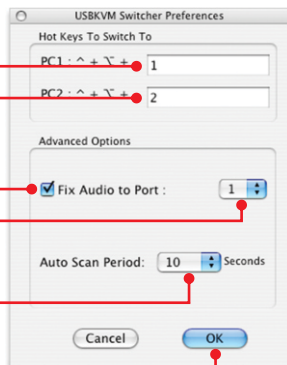 USBKVM Switcher Preferences
Hot Keys To Switch To
PC1 : ^ + ⌥ + 1
PC2 : ^ + ⌥ + 2
Advanced Options
Fix Audio to Port : 1
Auto Scan Period: 10 Seconds
Cancel OK